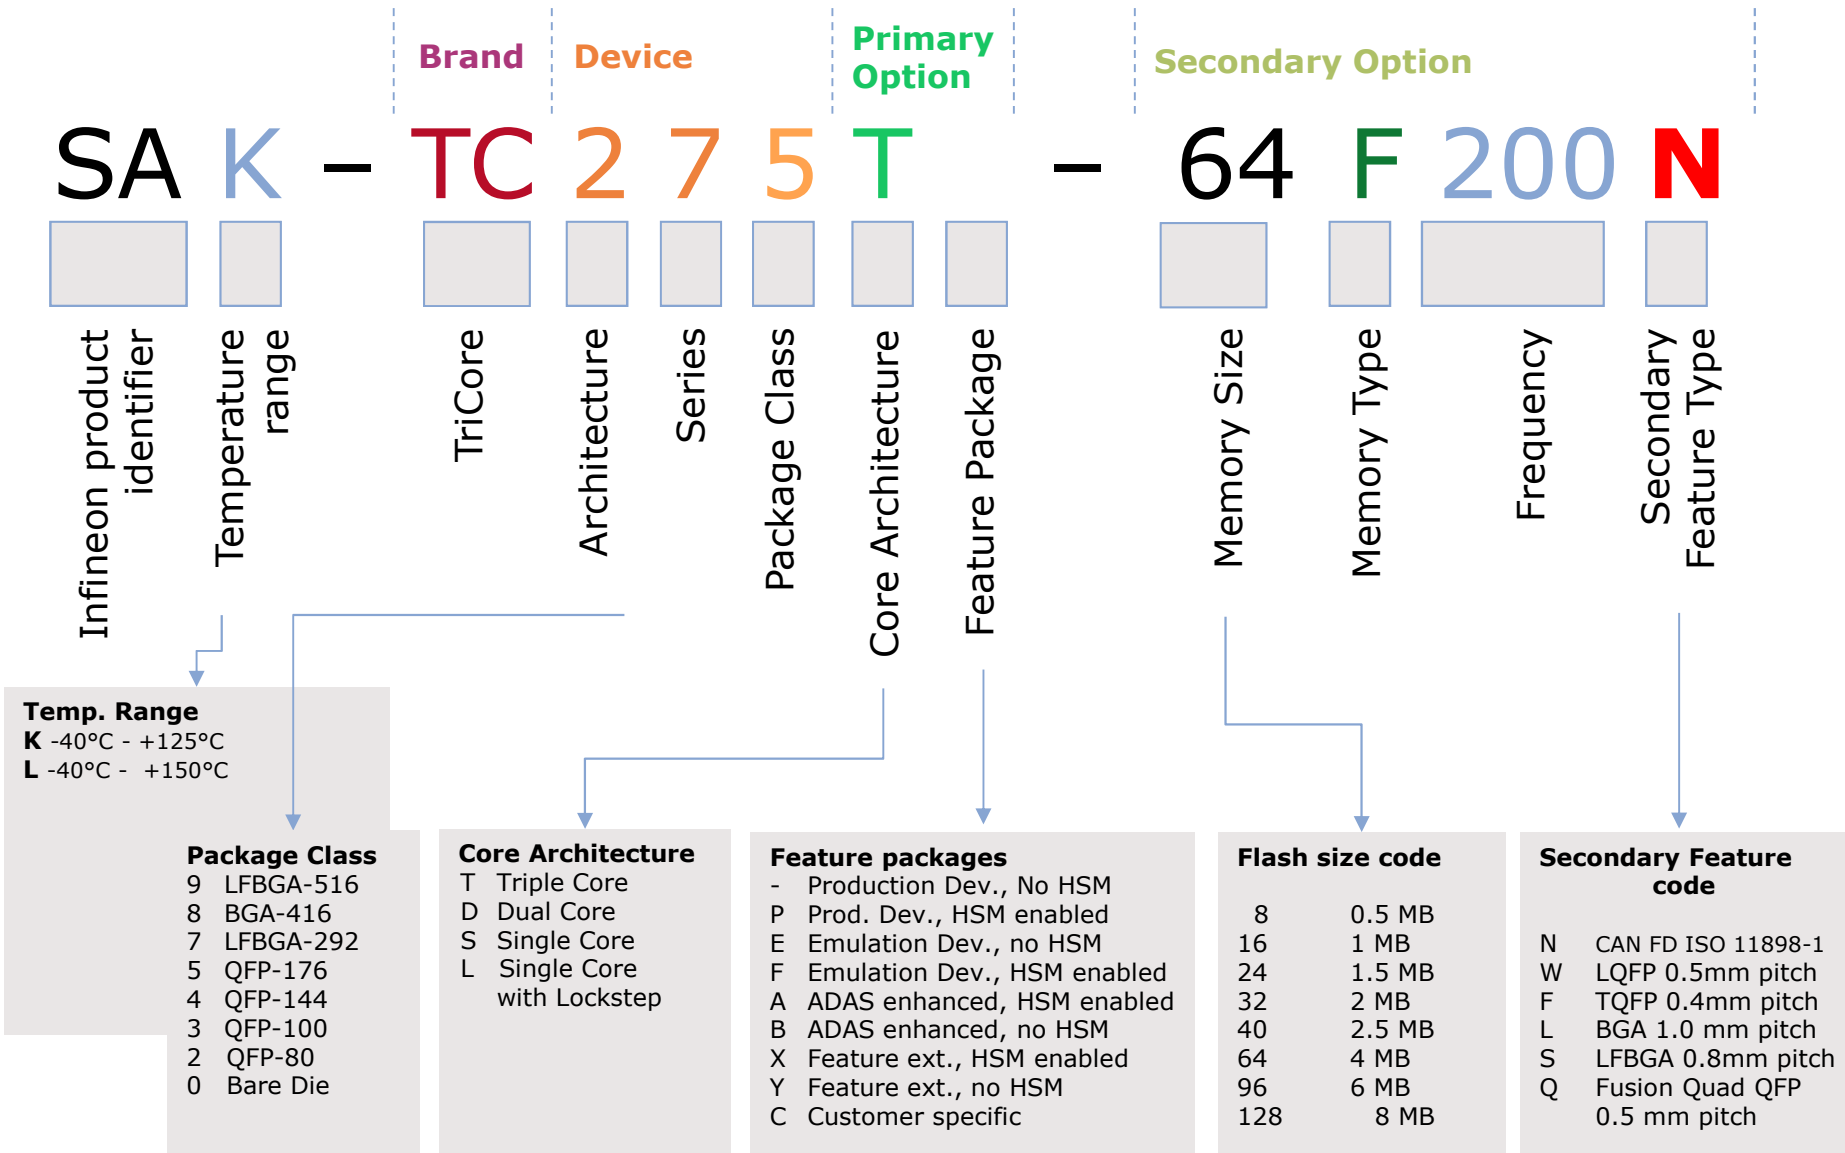 Brand
Device
Primary
Option
Secondary Option
SA K – TC 2 7 5 T – 64 F 200 N
Infineon product
identifier
Temperature
range
TriCore
Architecture
Series
Package Class
Core Architecture
Feature Package
Memory Size
Memory Type
Frequency
Secondary
Feature Type
Temp. Range
K -40°C - +125°C
L -40°C - +150°C
Package Class
9 LFBGA-516
8 BGA-416
7 LFBGA-292
5 QFP-176
4 QFP-144
3 QFP-100
2 QFP-80
0 Bare Die
Core Architecture
T Triple Core
D Dual Core
S Single Core
L Single Core
with Lockstep
Feature packages
- Production Dev., No HSM
P Prod. Dev., HSM enabled
E Emulation Dev., no HSM
F Emulation Dev., HSM enabled
A ADAS enhanced, HSM enabled
B ADAS enhanced, no HSM
X Feature ext., HSM enabled
Y Feature ext., no HSM
C Customer specific
Flash size code
8 0.5 MB
16 1 MB
24 1.5 MB
32 2 MB
40 2.5 MB
64 4 MB
96 6 MB
128 8 MB
Secondary Feature
code
N CAN FD ISO 11898-1
W LQFP 0.5mm pitch
F TQFP 0.4mm pitch
L BGA 1.0 mm pitch
S LFBGA 0.8mm pitch
Q Fusion Quad QFP
0.5 mm pitch